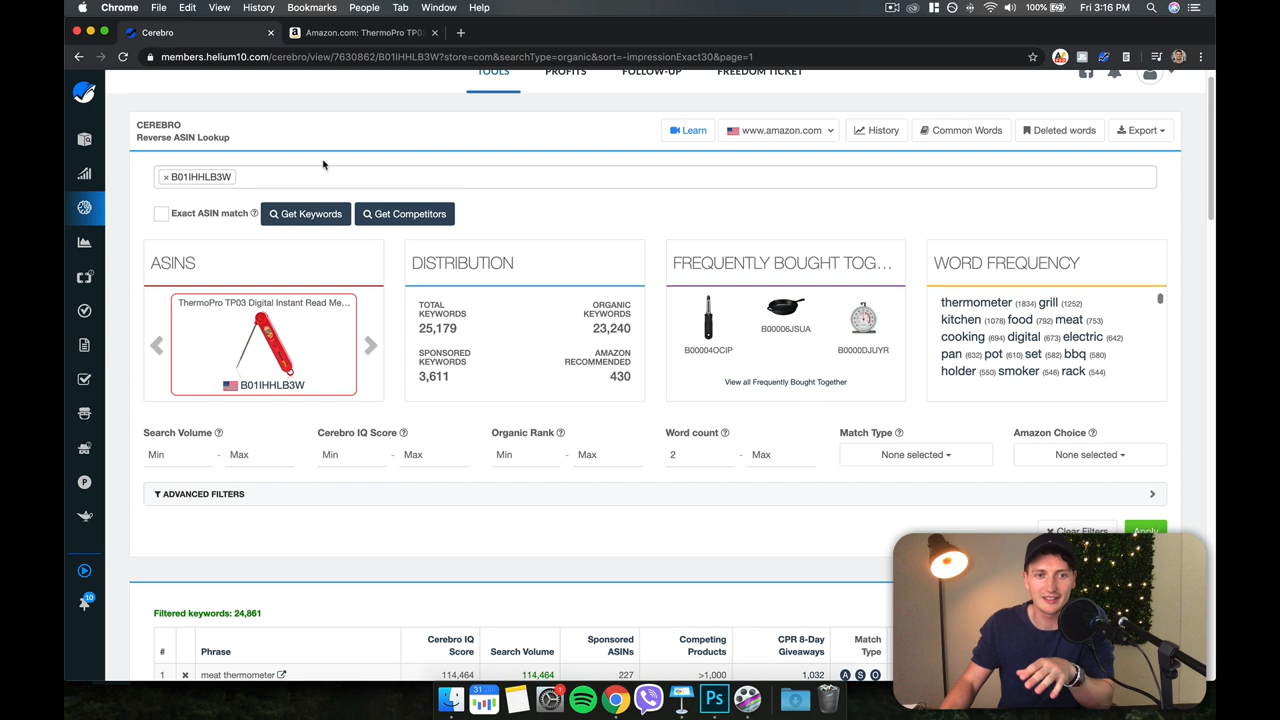 Chrome File Edit View History Bookmarks People Tab Window Help 100% Fri 3:16 PM
Cerebro Amazon.com: ThermoPro TP0
members.helium10.com/cerebro/view/7630862/B01IHHLB3W?store=com&searchType=organic&sort=-impressionExact30&page=1
TOOLS PROFITS FOLLOW-UP FREEDOM TICKET
CEREBRO
Reverse ASIN Lookup
Learn www.amazon.com History Common Words Deleted words Export
× B01IHHLB3W
Exact ASIN match Get Keywords Get Competitors
ASINS
ThermoPro TP03 Digital Instant Read Me...
B01IHHLB3W
DISTRIBUTION
TOTAL KEYWORDS
25,179
ORGANIC KEYWORDS
23,240
SPONSORED KEYWORDS
3,611
AMAZON RECOMMENDED
430
FREQUENTLY BOUGHT TOG...
B00004OCIP
B00006JSUA
B0000DJUYR
View all Frequently Bought Together
WORD FREQUENCY
thermometer (1834) grill (1252)
kitchen (1078) food (792) meat (753)
cooking (694) digital (673) electric (642)
pan (632) pot (610) set (582) bbq (580)
holder (550) smoker (546) rack (544)
Search Volume Cerebro IQ Score Organic Rank Word count Match Type Amazon Choice
Min - Max Min - Max Min - Max 2 - Max None selected None selected
ADVANCED FILTERS
Clear Filters Apply
Filtered keywords: 24,861
# Phrase Cerebro IQ Score Search Volume Sponsored ASINs Competing Products CPR 8-Day Giveaways Match Type
1 × meat thermometer 114,464 114,464 227 >1,000 1,032 A S O
31
1
Ps
10
P